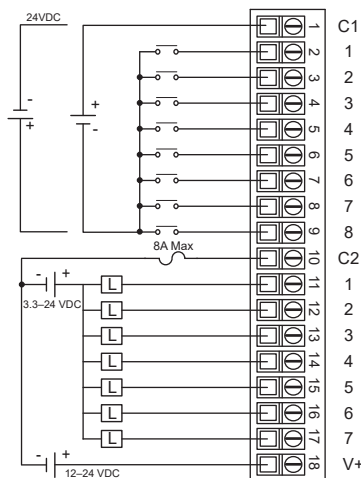 24VDC
1 C1
2 1
3 2
+ 4 3
- 5 4
+ - 6 5
7 6
8 7
9 8
8A Max
10 C2
- + L 11 1
3.3–24 VDC
L 12 2
L 13 3
L 14 4
L 15 5
L 16 6
L 17 7
- + 18 V+
12–24 VDC